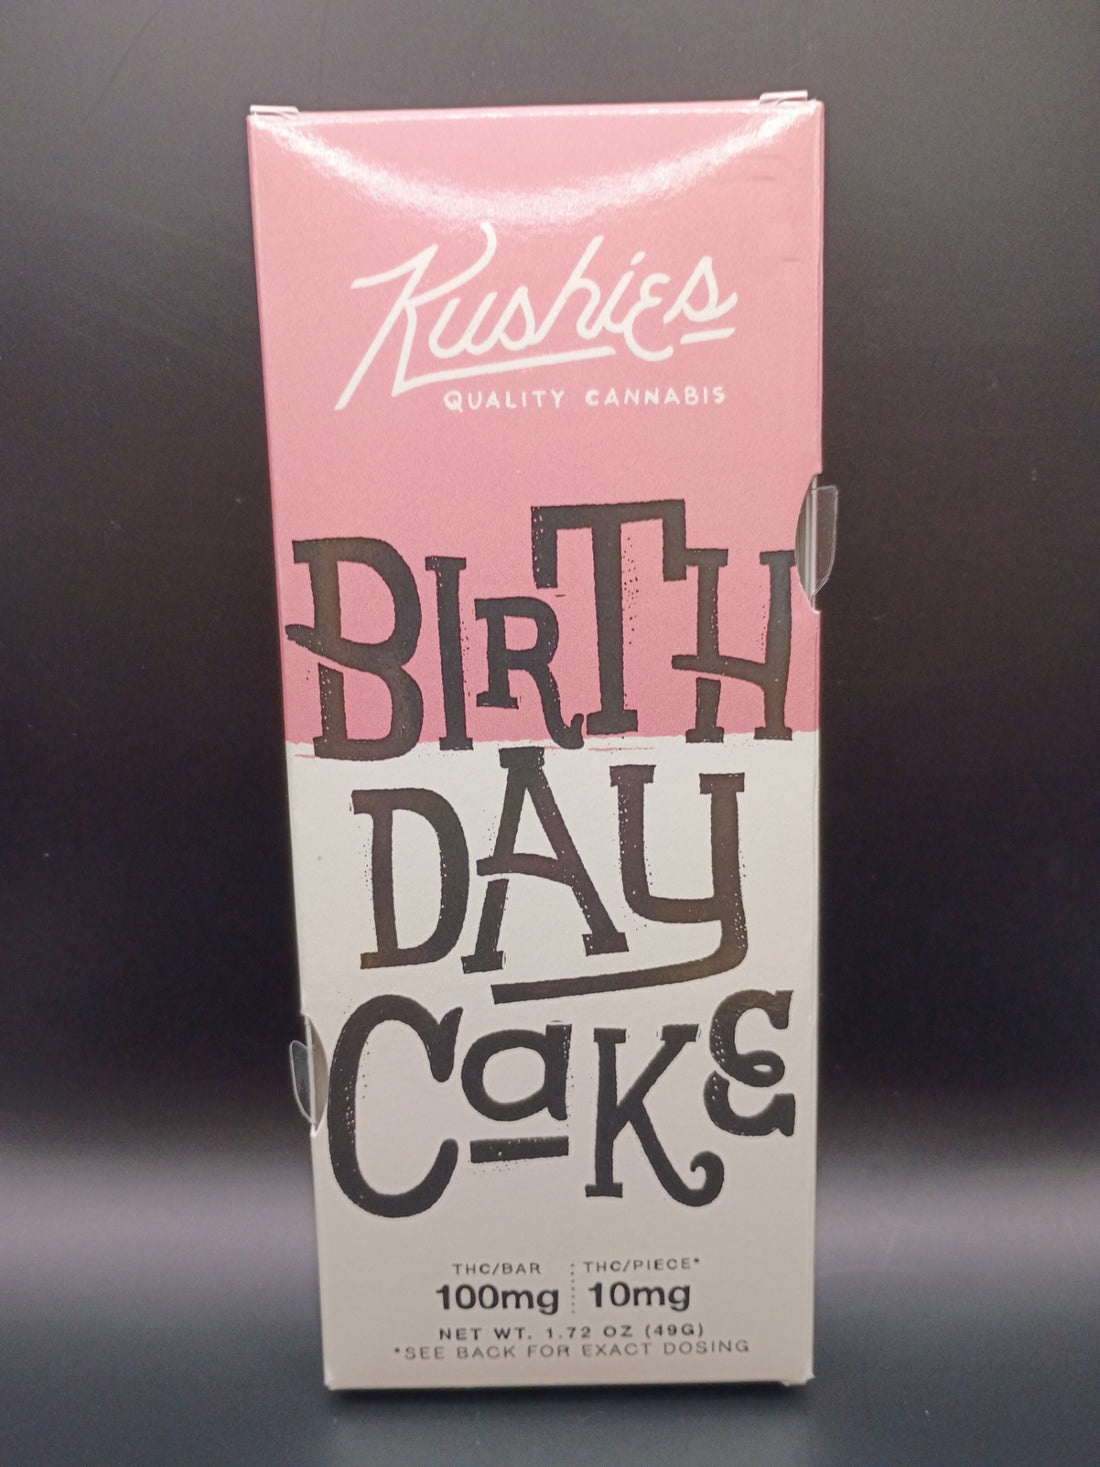 Kushies
QUALITY CANNABIS
BIRTH
DAY
CaKE
THC/BAR THC/PIECE*
100mg 10mg
NET WT. 1.72 OZ (49G)
*SEE BACK FOR EXACT DOSING